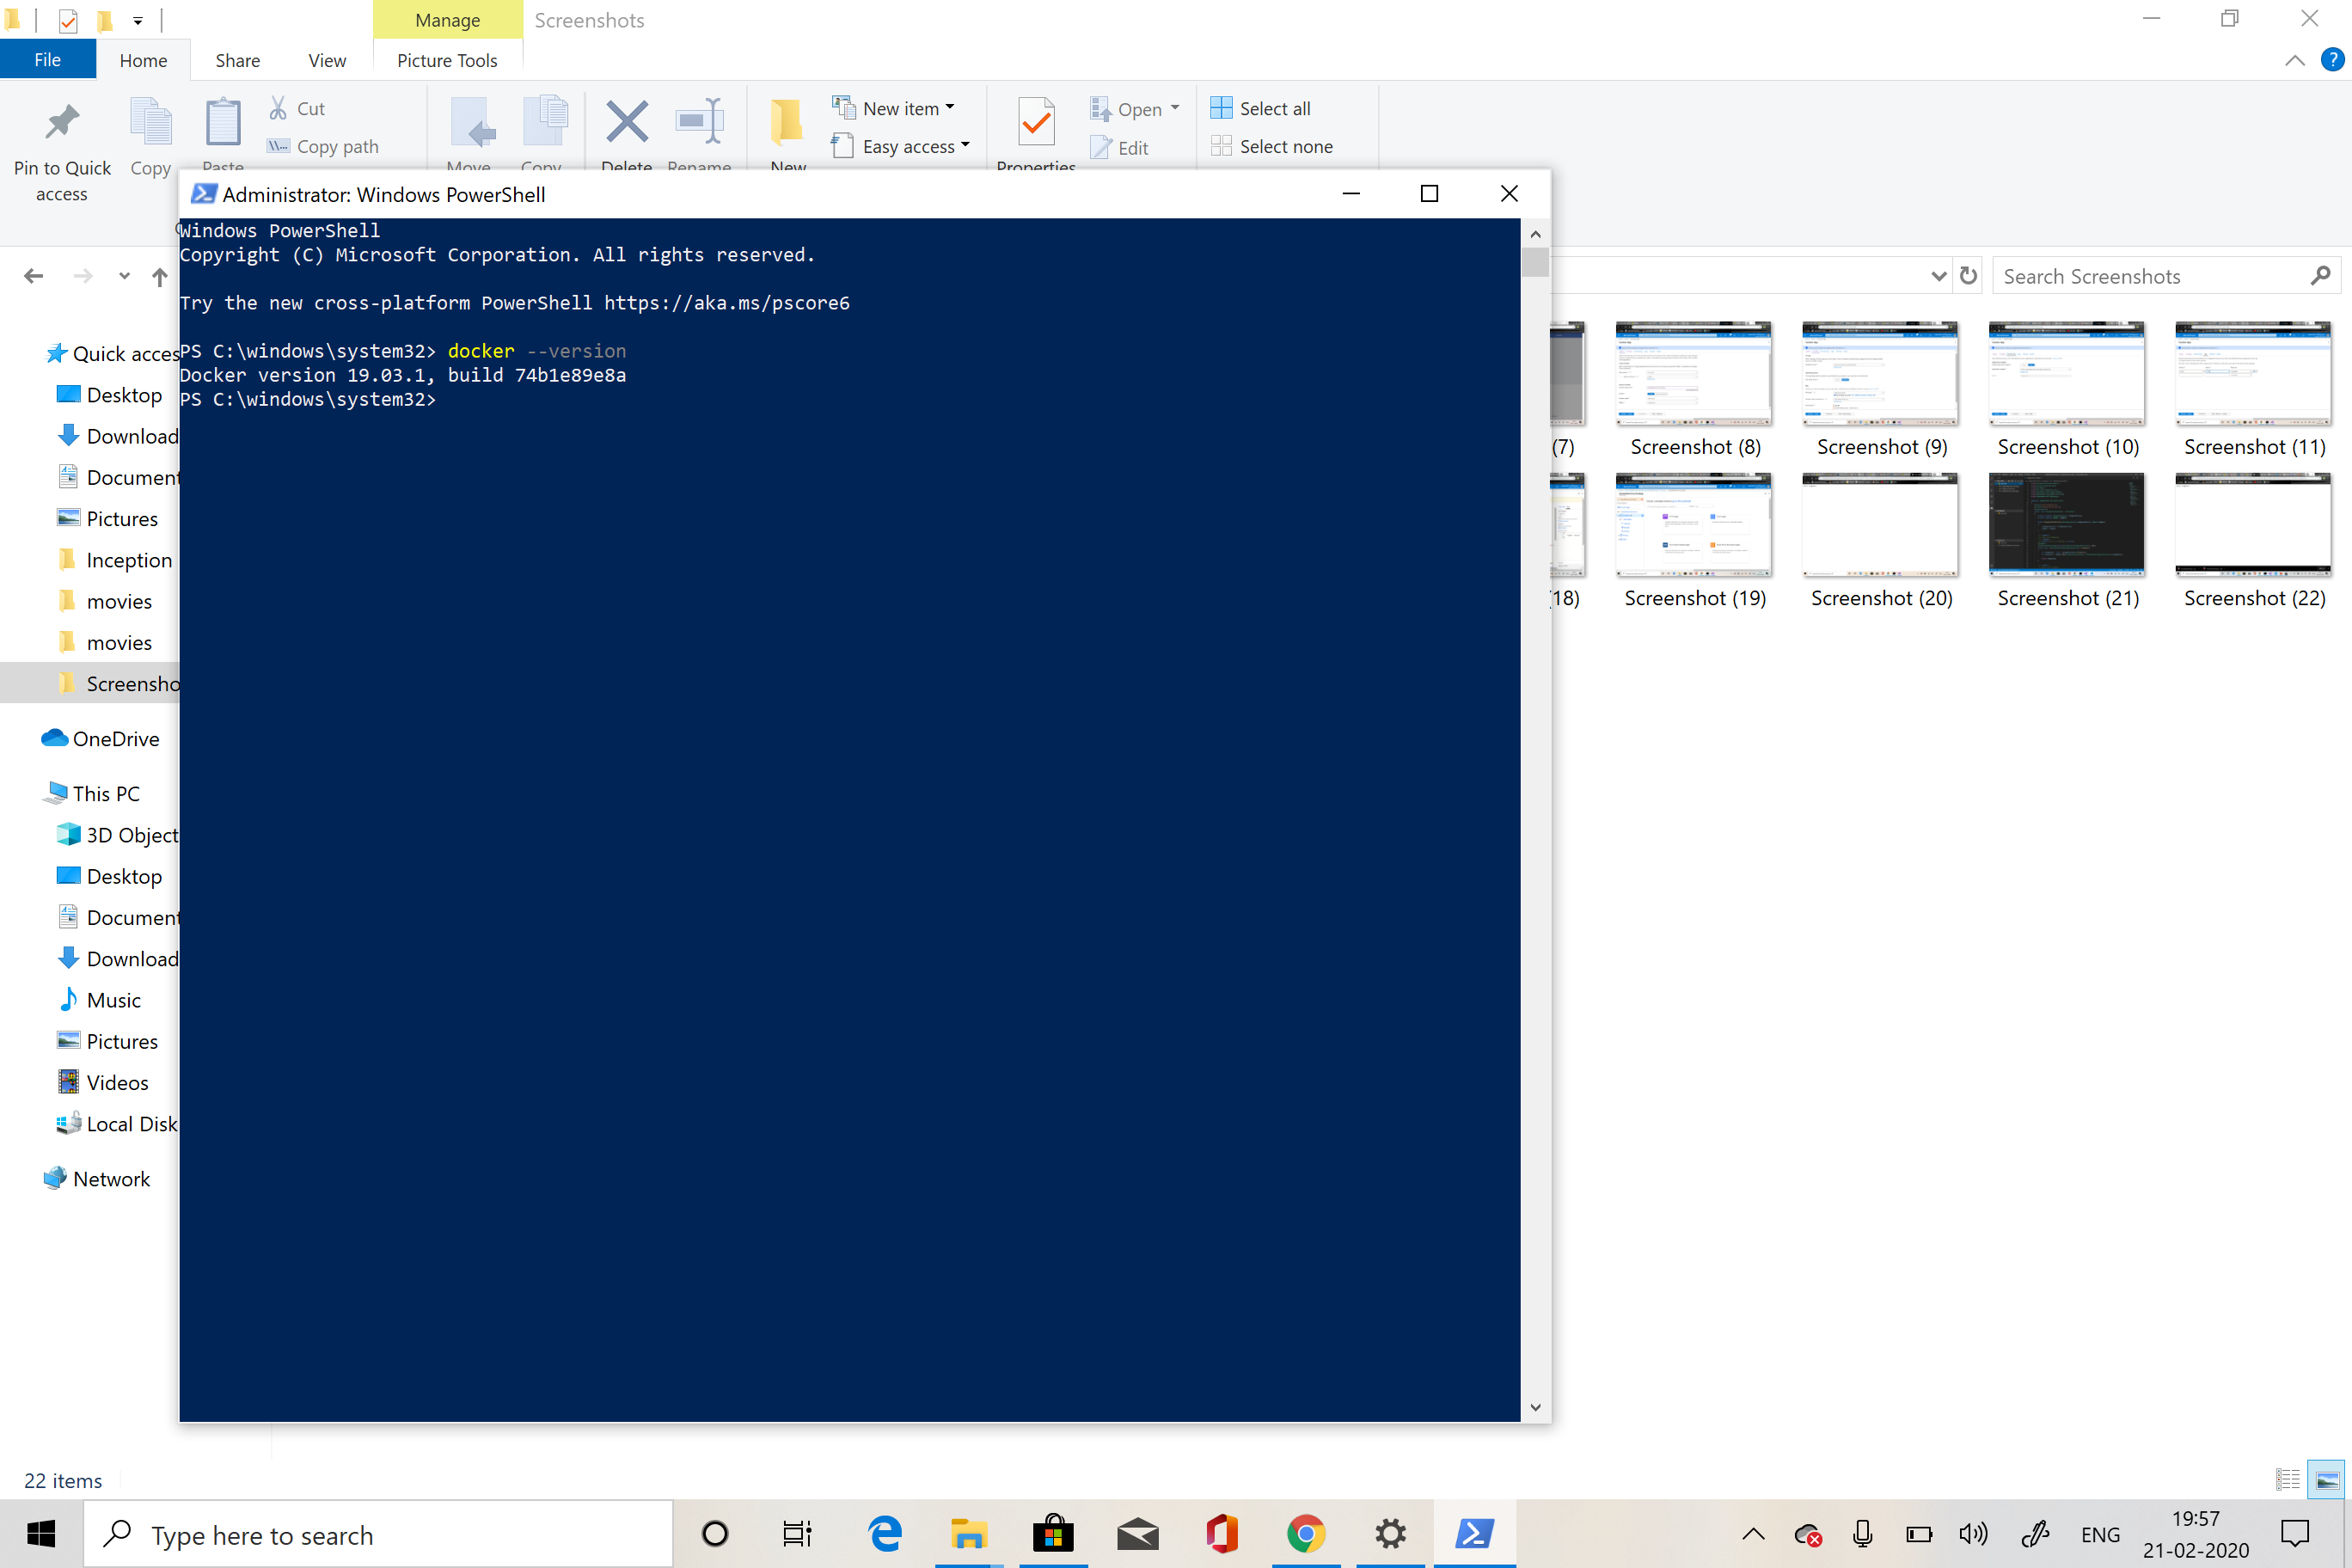 Manage
Screenshots
File
Home
Share
View
Picture Tools
Pin to Quick access
Copy
Paste
Cut
Copy path
Move
Copy
Delete
Rename
New
New item
Easy access
Properties
Open
Edit
Select all
Select none
Administrator: Windows PowerShell
Windows PowerShell
Copyright (C) Microsoft Corporation. All rights reserved.
Try the new cross-platform PowerShell https://aka.ms/pscore6
PS C:\windows\system32> docker --version
Docker version 19.03.1, build 74b1e89e8a
PS C:\windows\system32>
Search Screenshots
Quick acces
Desktop
Download
Document
Pictures
Inception
movies
movies
Screensho
OneDrive
This PC
3D Object
Desktop
Document
Download
Music
Pictures
Videos
Local Disk
Network
(7)
Screenshot (8)
Screenshot (9)
Screenshot (10)
Screenshot (11)
18)
Screenshot (19)
Screenshot (20)
Screenshot (21)
Screenshot (22)
22 items
Type here to search
ENG
19:57
21-02-2020